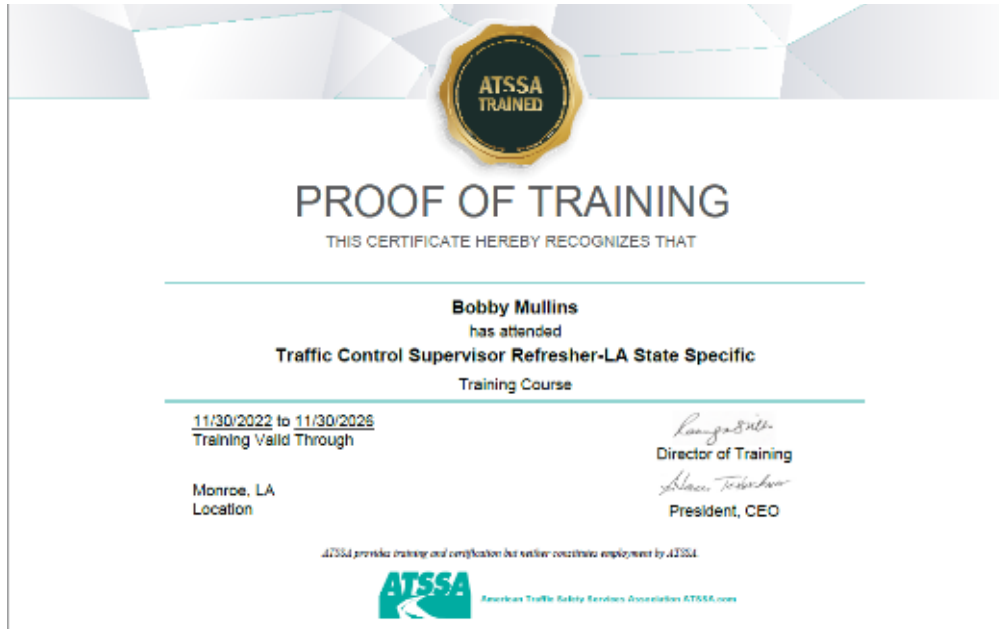 ATSSA
TRAINED
PROOF OF TRAINING
THIS CERTIFICATE HEREBY RECOGNIZES THAT
Bobby Mullins
has attended
Traffic Control Supervisor Refresher-LA State Specific
Training Course
11/30/2022 to 11/30/2026
Training Valid Through
Director of Training
Monroe, LA
Location
President, CEO
ATSSA provides training and certification but neither constitutes employment by ATSSA.
ATSSA
American Traffic Safety Services Association ATSSA.com